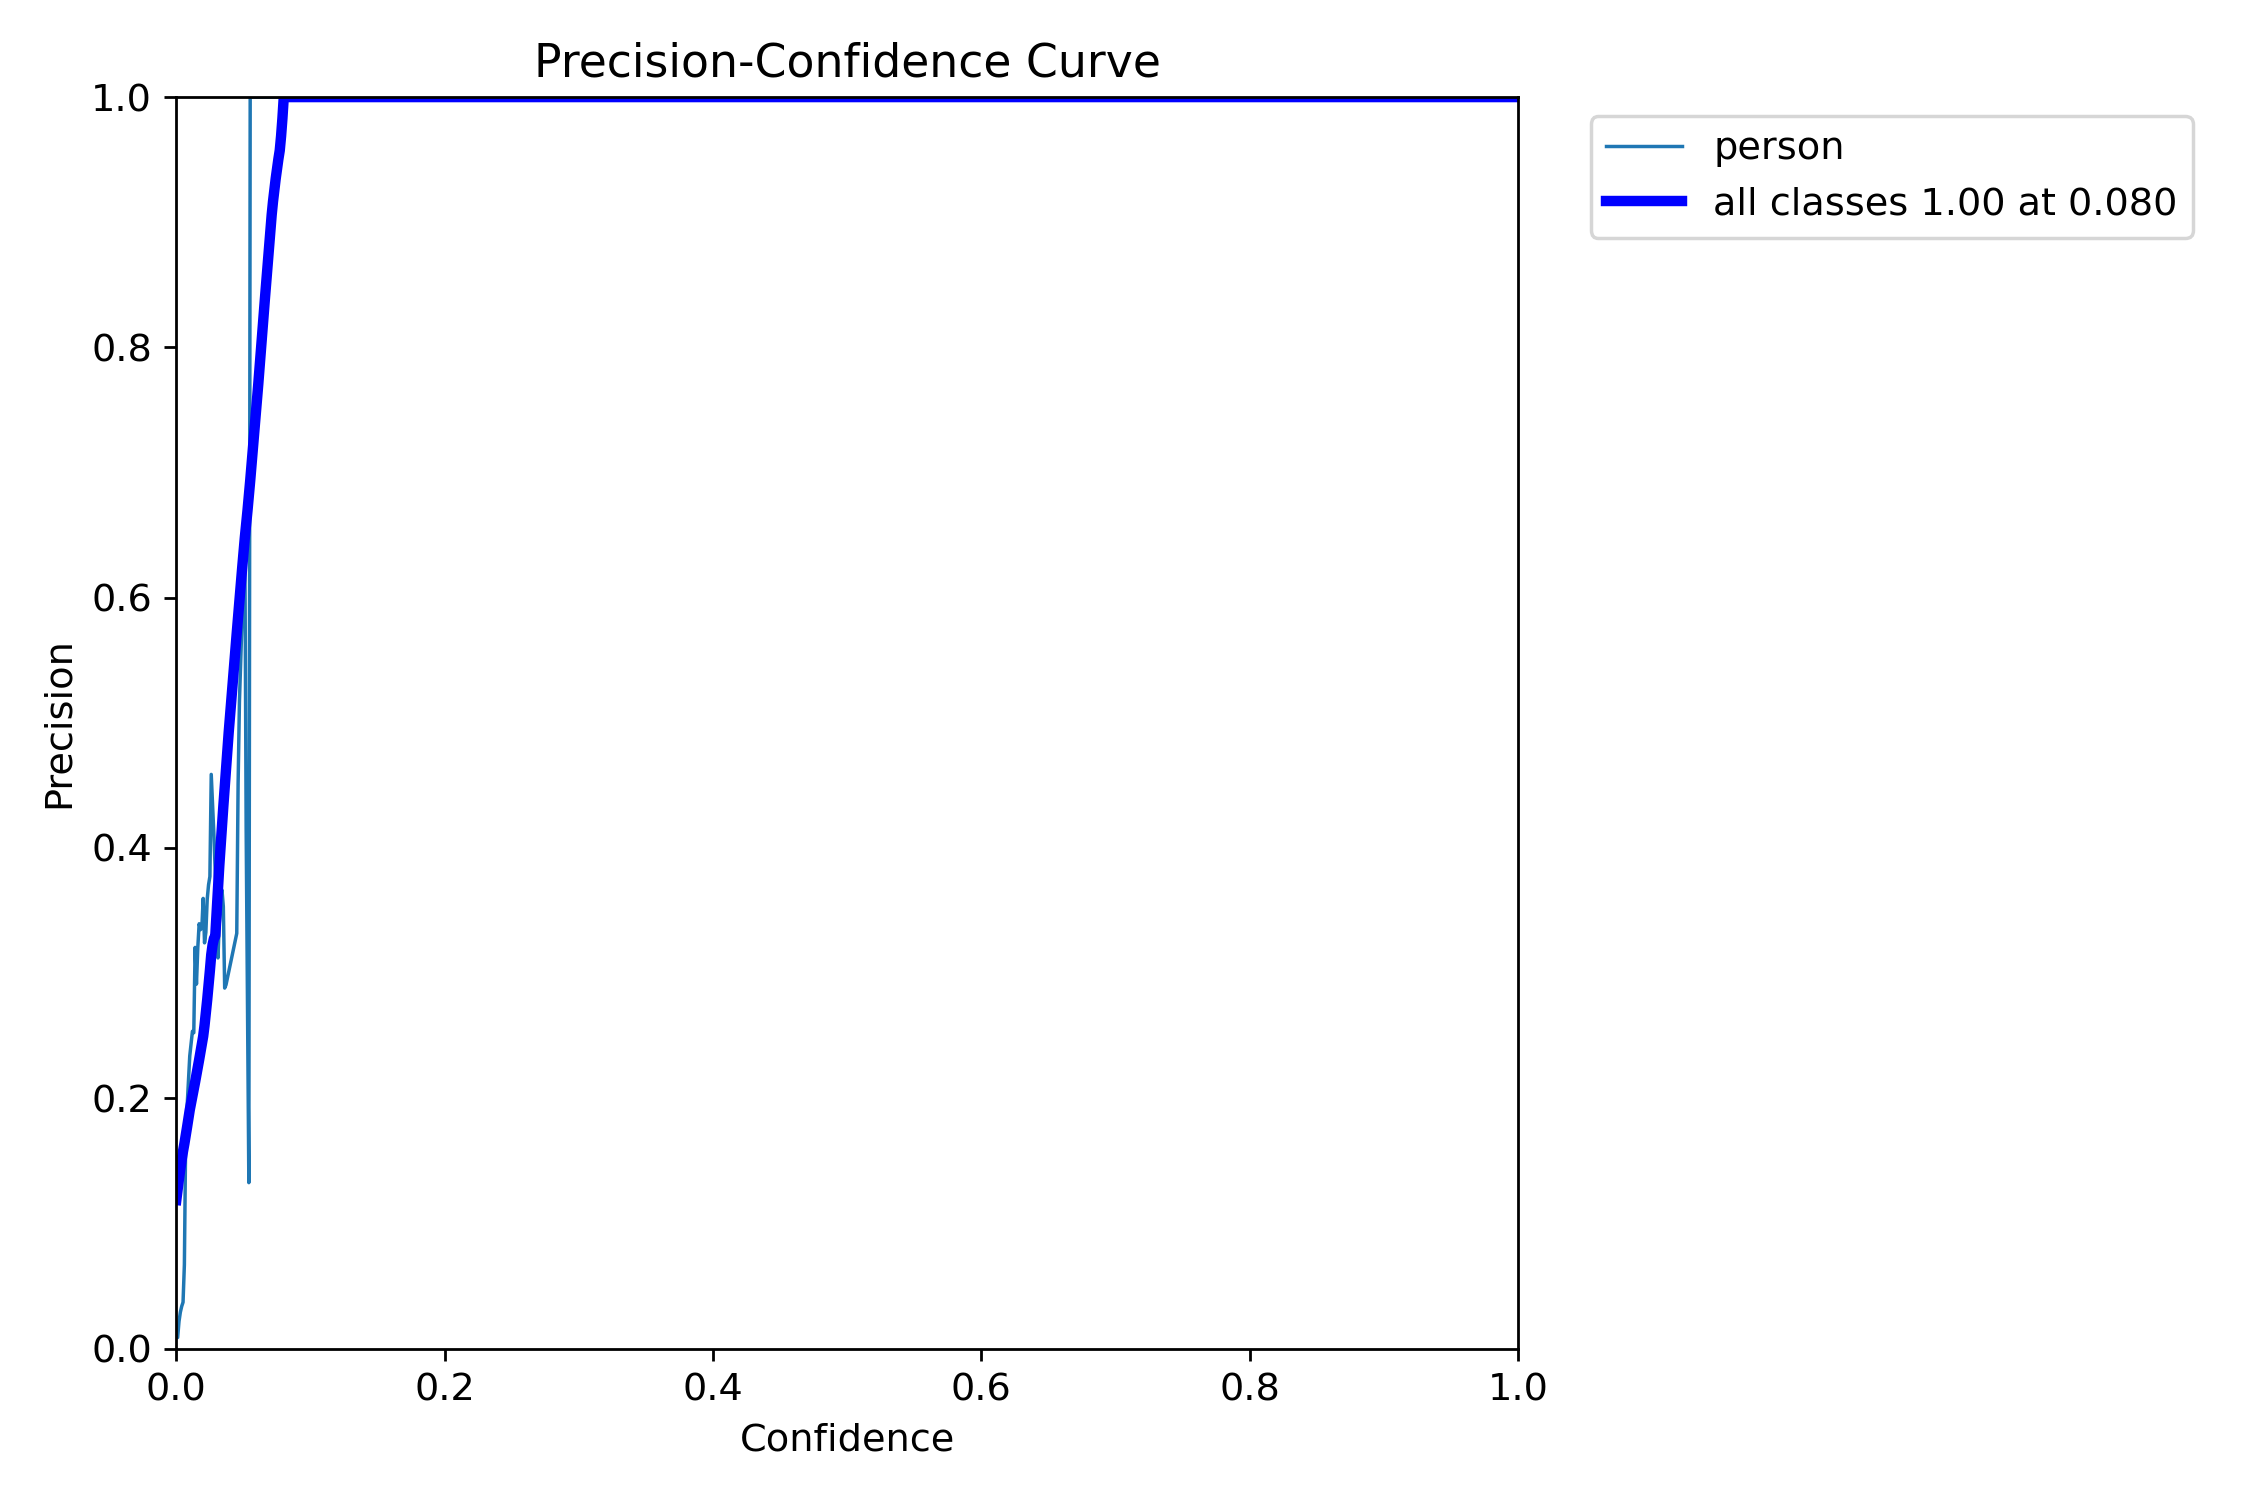 Precision-Confidence Curve
1.0
0.8
0.6
0.4
0.2
0.0
Precision
0.0 0.2 0.4 0.6 0.8 1.0
Confidence
person
all classes 1.00 at 0.080